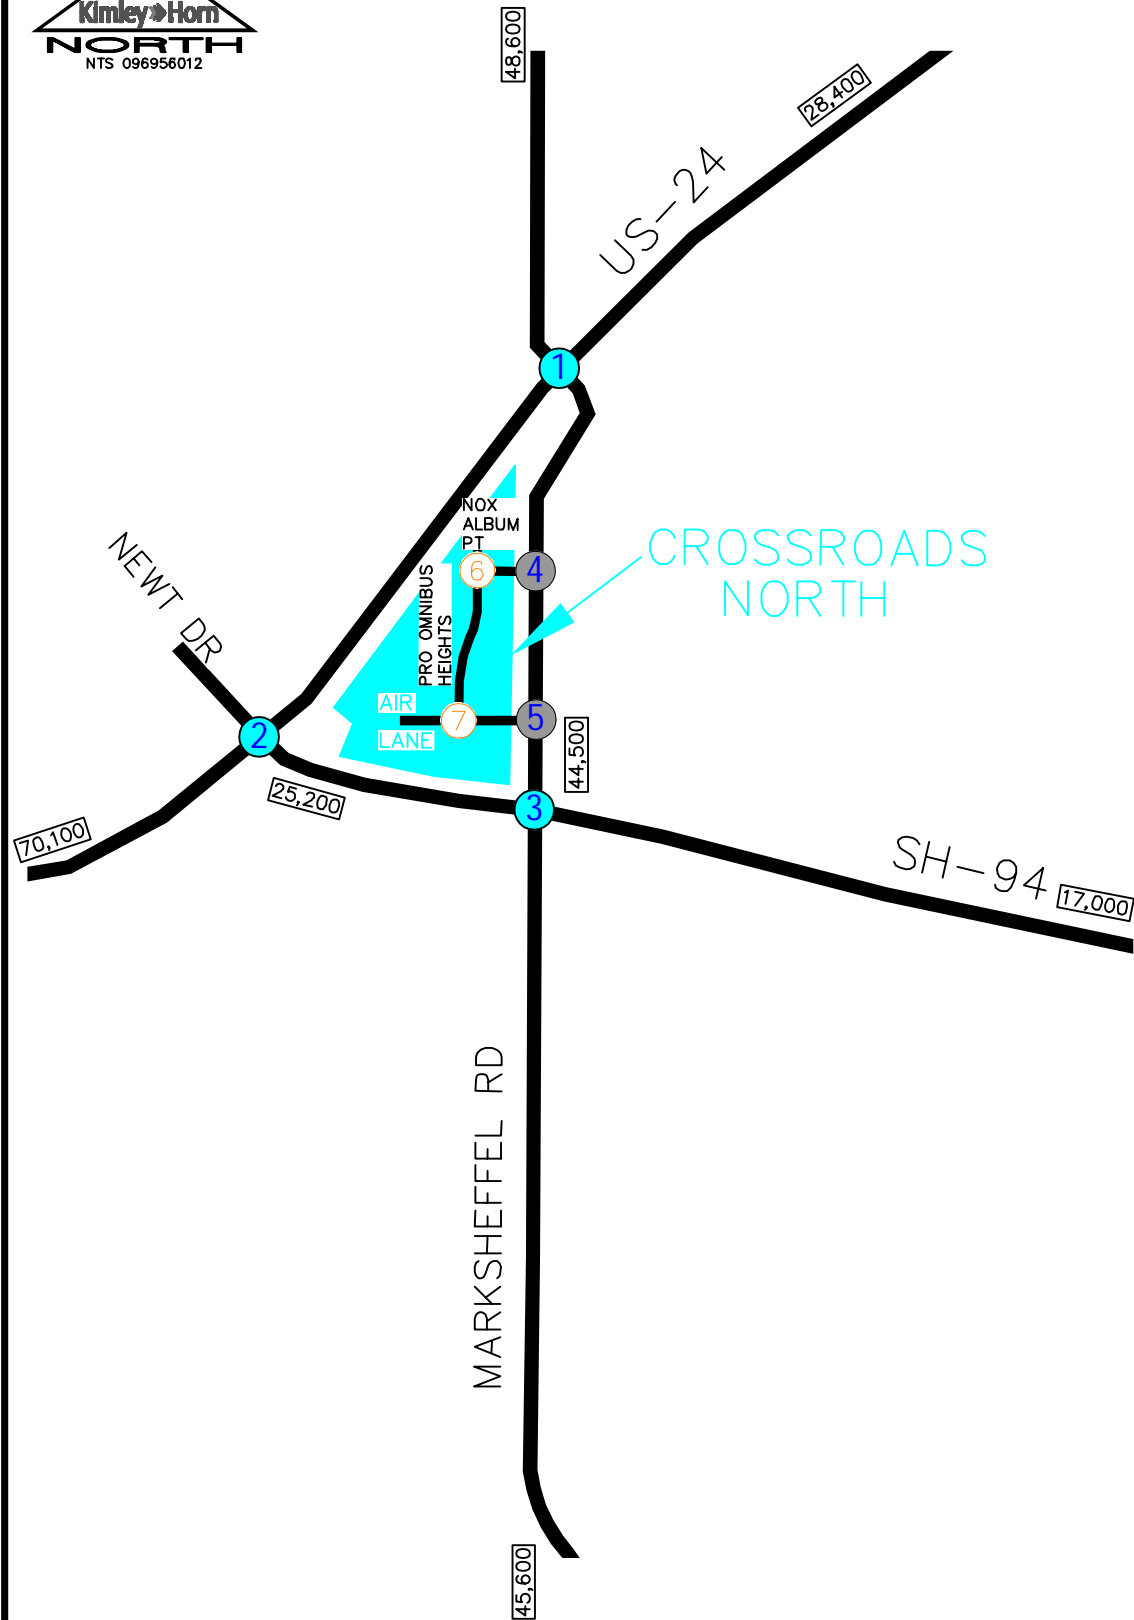 Kimley»Horn
NORTH
NTS 096956012
48,600
28,400
US-24
1
NOX
ALBUM
PT
CROSSROADS
NORTH
NEWT DR
6
4
PRO OMNIBUS
HEIGHTS
AIR
LANE
7
5
2
44,500
25,200
3
70,100
SH-94
17,000
MARKSHEFFEL RD
45,600